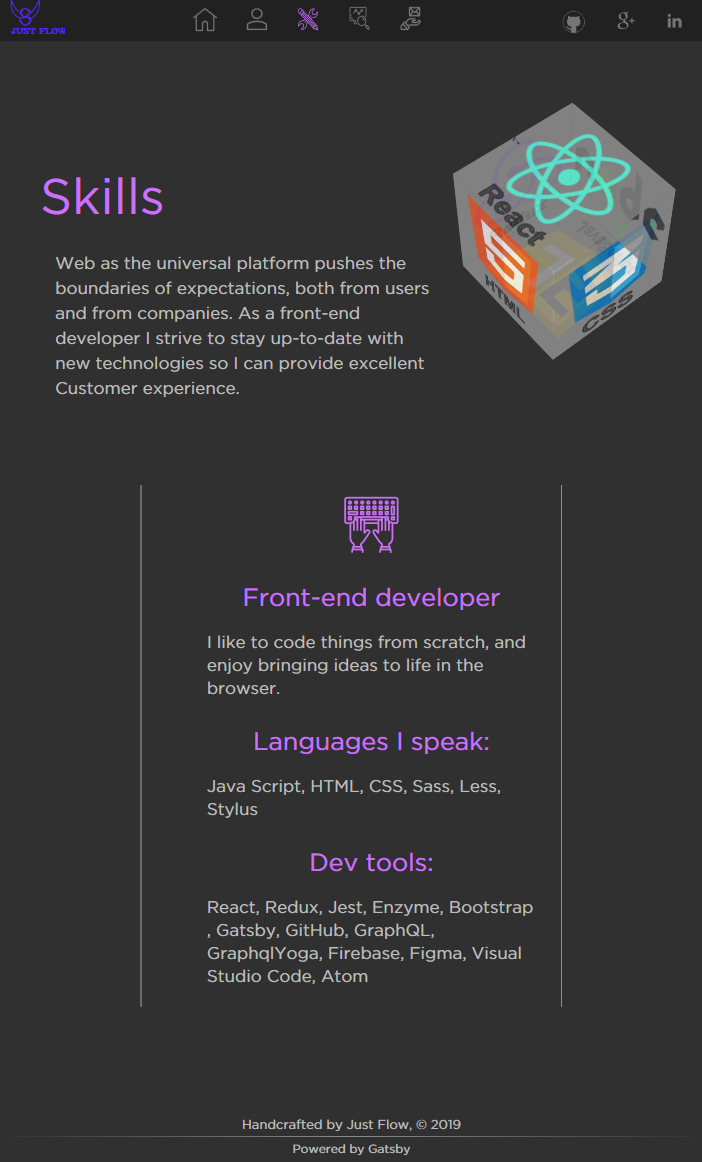 JUST FLOW
Skills
React
HTML
CSS
Web as the universal platform pushes the
boundaries of expectations, both from users
and from companies. As a front-end
developer I strive to stay up-to-date with
new technologies so I can provide excellent
Customer experience.
Front-end developer
I like to code things from scratch, and
enjoy bringing ideas to life in the
browser.
Languages I speak:
Java Script, HTML, CSS, Sass, Less,
Stylus
Dev tools:
React, Redux, Jest, Enzyme, Bootstrap
, Gatsby, GitHub, GraphQL,
GraphqlYoga, Firebase, Figma, Visual
Studio Code, Atom
Handcrafted by Just Flow, © 2019
Powered by Gatsby